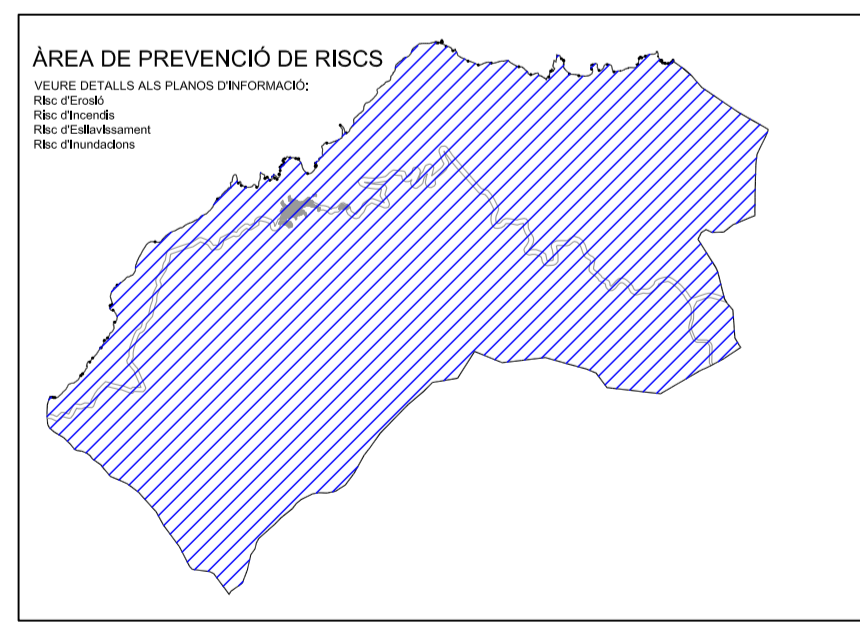 ÀREA DE PREVENCIÓ DE RISCS
VEURE DETALLS ALS PLANOS D'INFORMACIÓ:
Risc d'Erosió
Risc d'Incendis
Risc d'Esllavissament
Risc d'Inundacions